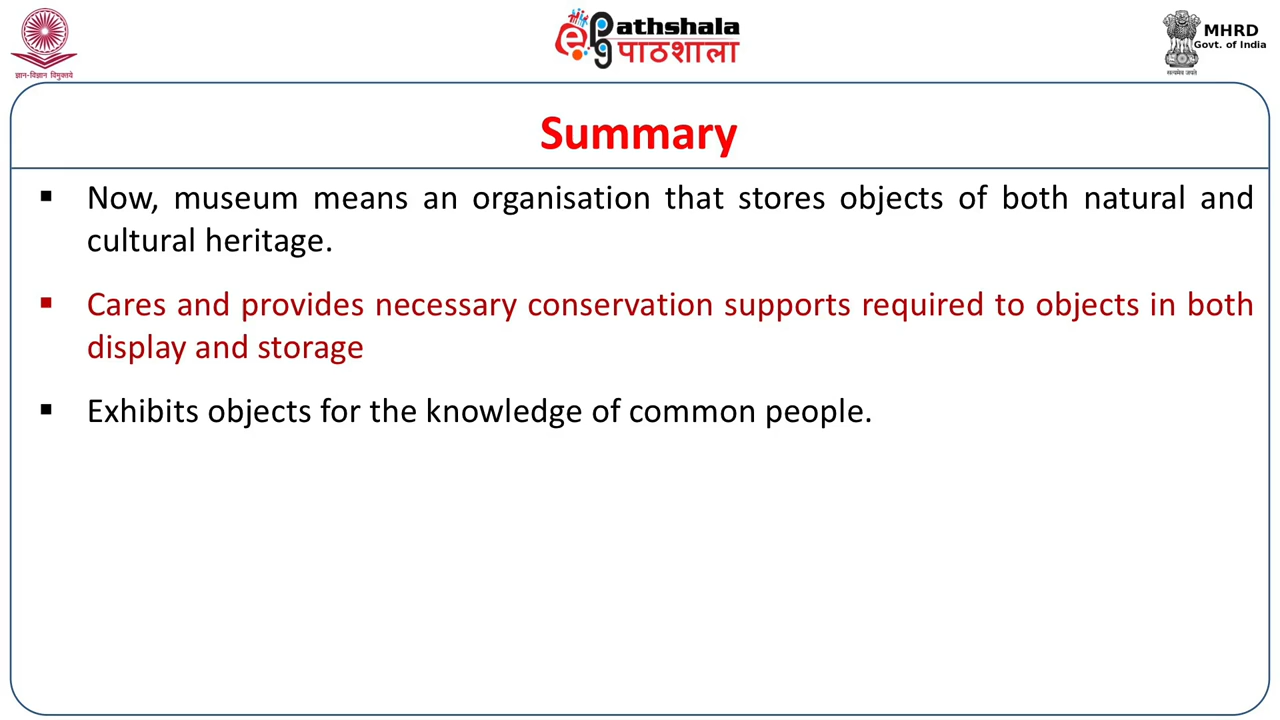 ज्ञान-विज्ञान विमुक्तये
ePG Pathshala
पाठशाला
MHRD
Govt. of India
सत्यमेव जयते
Summary
▪ Now, museum means an organisation that stores objects of both natural and
cultural heritage.
▪ Cares and provides necessary conservation supports required to objects in both
display and storage
▪ Exhibits objects for the knowledge of common people.